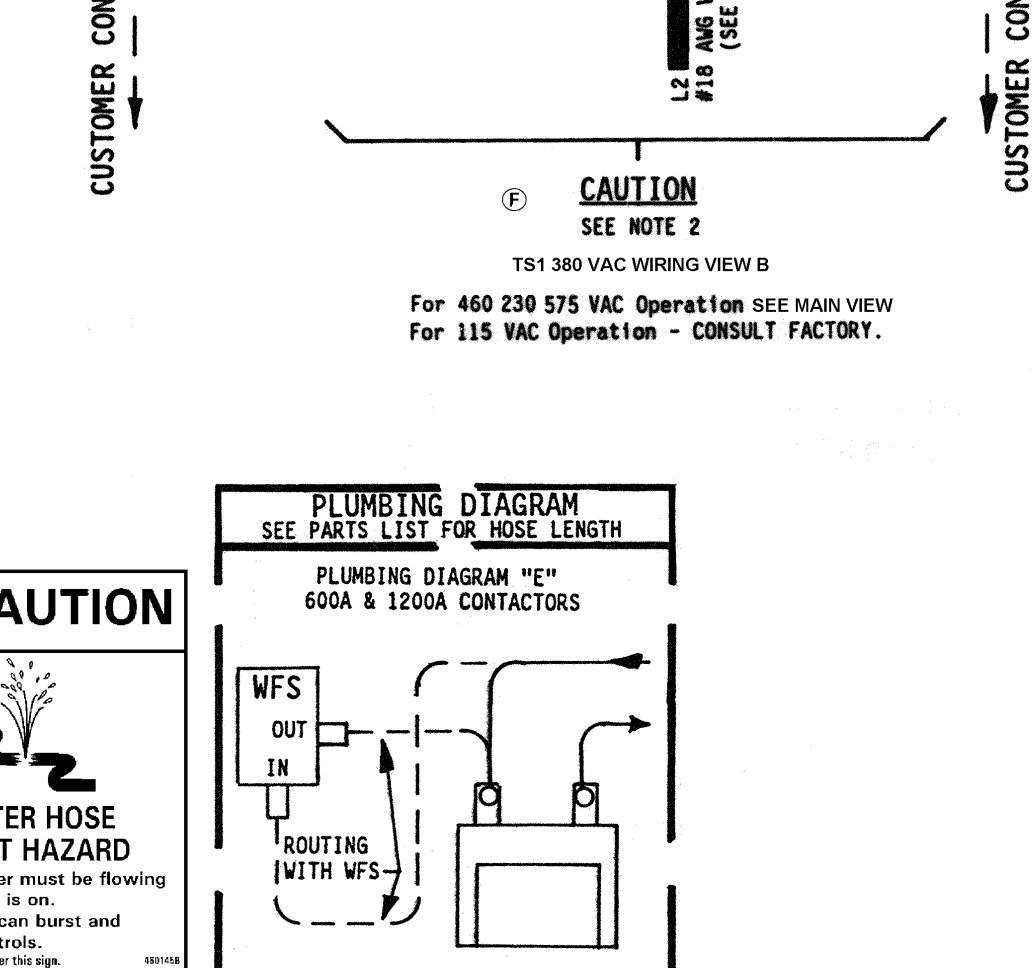 CUSTOMER CON
L2
#18 AWG
(SEE
CUSTOMER CON
CAUTION
F
SEE NOTE 2
TS1 380 VAC WIRING VIEW B
For 460 230 575 VAC Operation SEE MAIN VIEW
For 115 VAC Operation - CONSULT FACTORY.
PLUMBING DIAGRAM
SEE PARTS LIST FOR HOSE LENGTH
PLUMBING DIAGRAM "E"
600A & 1200A CONTACTORS
WFS
OUT
IN
ROUTING
WITH WFS
AUTION
TER HOSE
T HAZARD
er must be flowing
is on.
can burst and
trols.
er this sign.
460145B